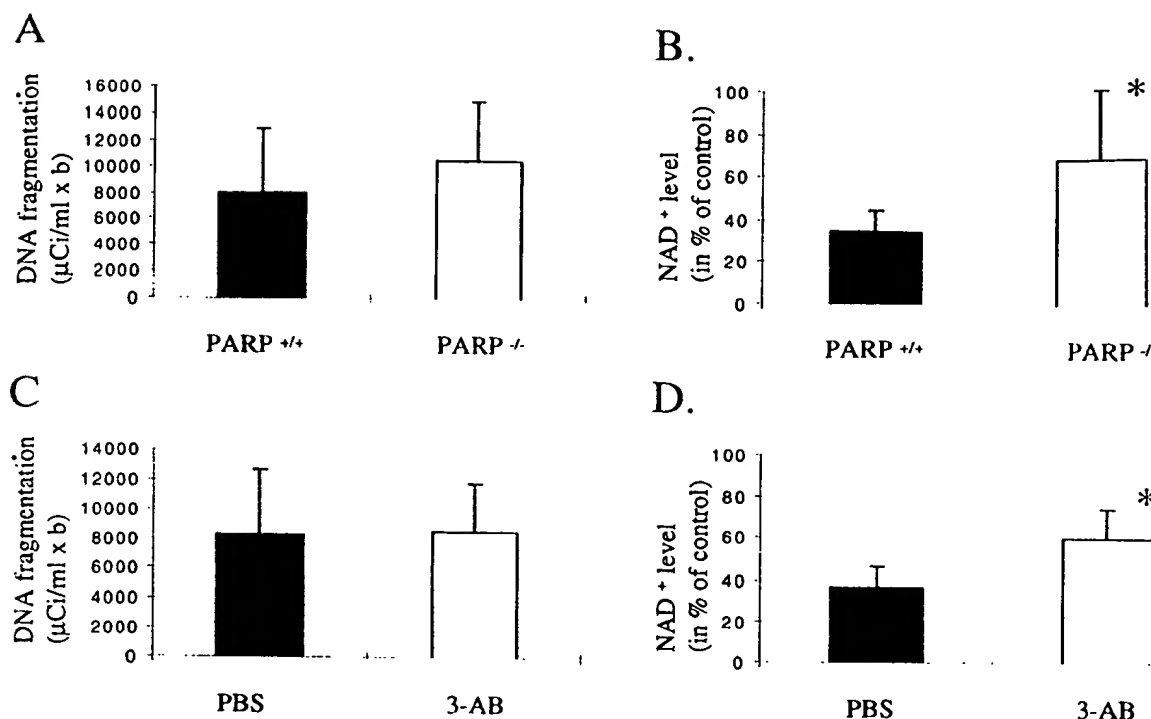 A
DNA fragmentation
(µCi/ml x b)
16000
14000
12000
10000
8000
6000
4000
2000
0
PARP +/+
PARP -/-
B.
NAD + level
(in % of control)
100
80
60
40
20
0
*
PARP +/+
PARP -/
C
DNA fragmentation
(µCi/ml x b)
14000
12000
10000
8000
6000
4000
2000
0
PBS
3-AB
D.
NAD + level
(in % of control)
100
80
60
40
20
0
*
PBS
3-AB